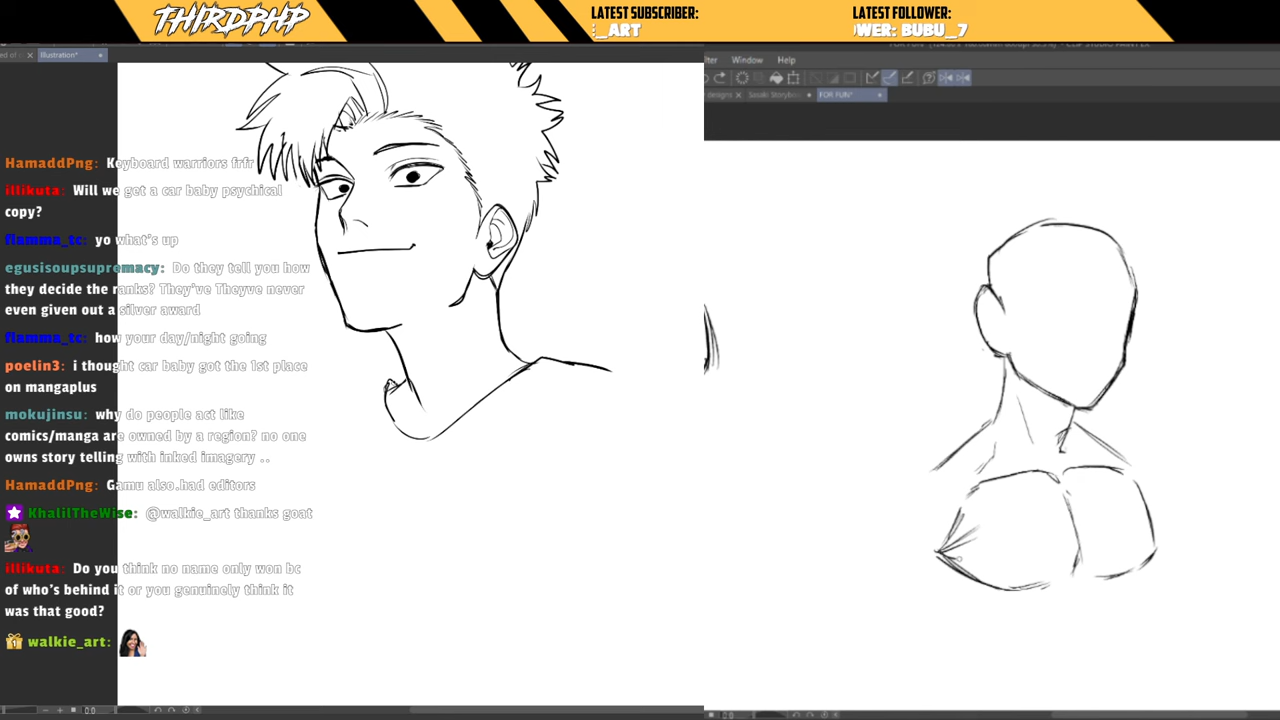 THIRDPHP
LATEST SUBSCRIBER:
:__ART
LATEST FOLLOWER:
)WER: BUBU_7
Illustration*
Window Help
Sasaki Storyb
FOR FUN*
HamaddPng: Keyboard warriors frfr
illikuta: Will we get a car baby psychical
copy?
flamma_tc: yo what's up
egusisoupsupremacy: Do they tell you how
they decide the ranks? They've Theyve never
even given out a silver award
flamma_tc: how your day/night going
poelin3: i thought car baby got the 1st place
on mangaplus
mokujinsu: why do people act like
comics/manga are owned by a region? no one
owns story telling with inked imagery ..
HamaddPng: Gamu also.had editors
KhalilTheWise: @walkie_art thanks goat
illikuta: Do you think no name only won bc
of who's behind it or you genuinely think it
was that good?
walkie_art: